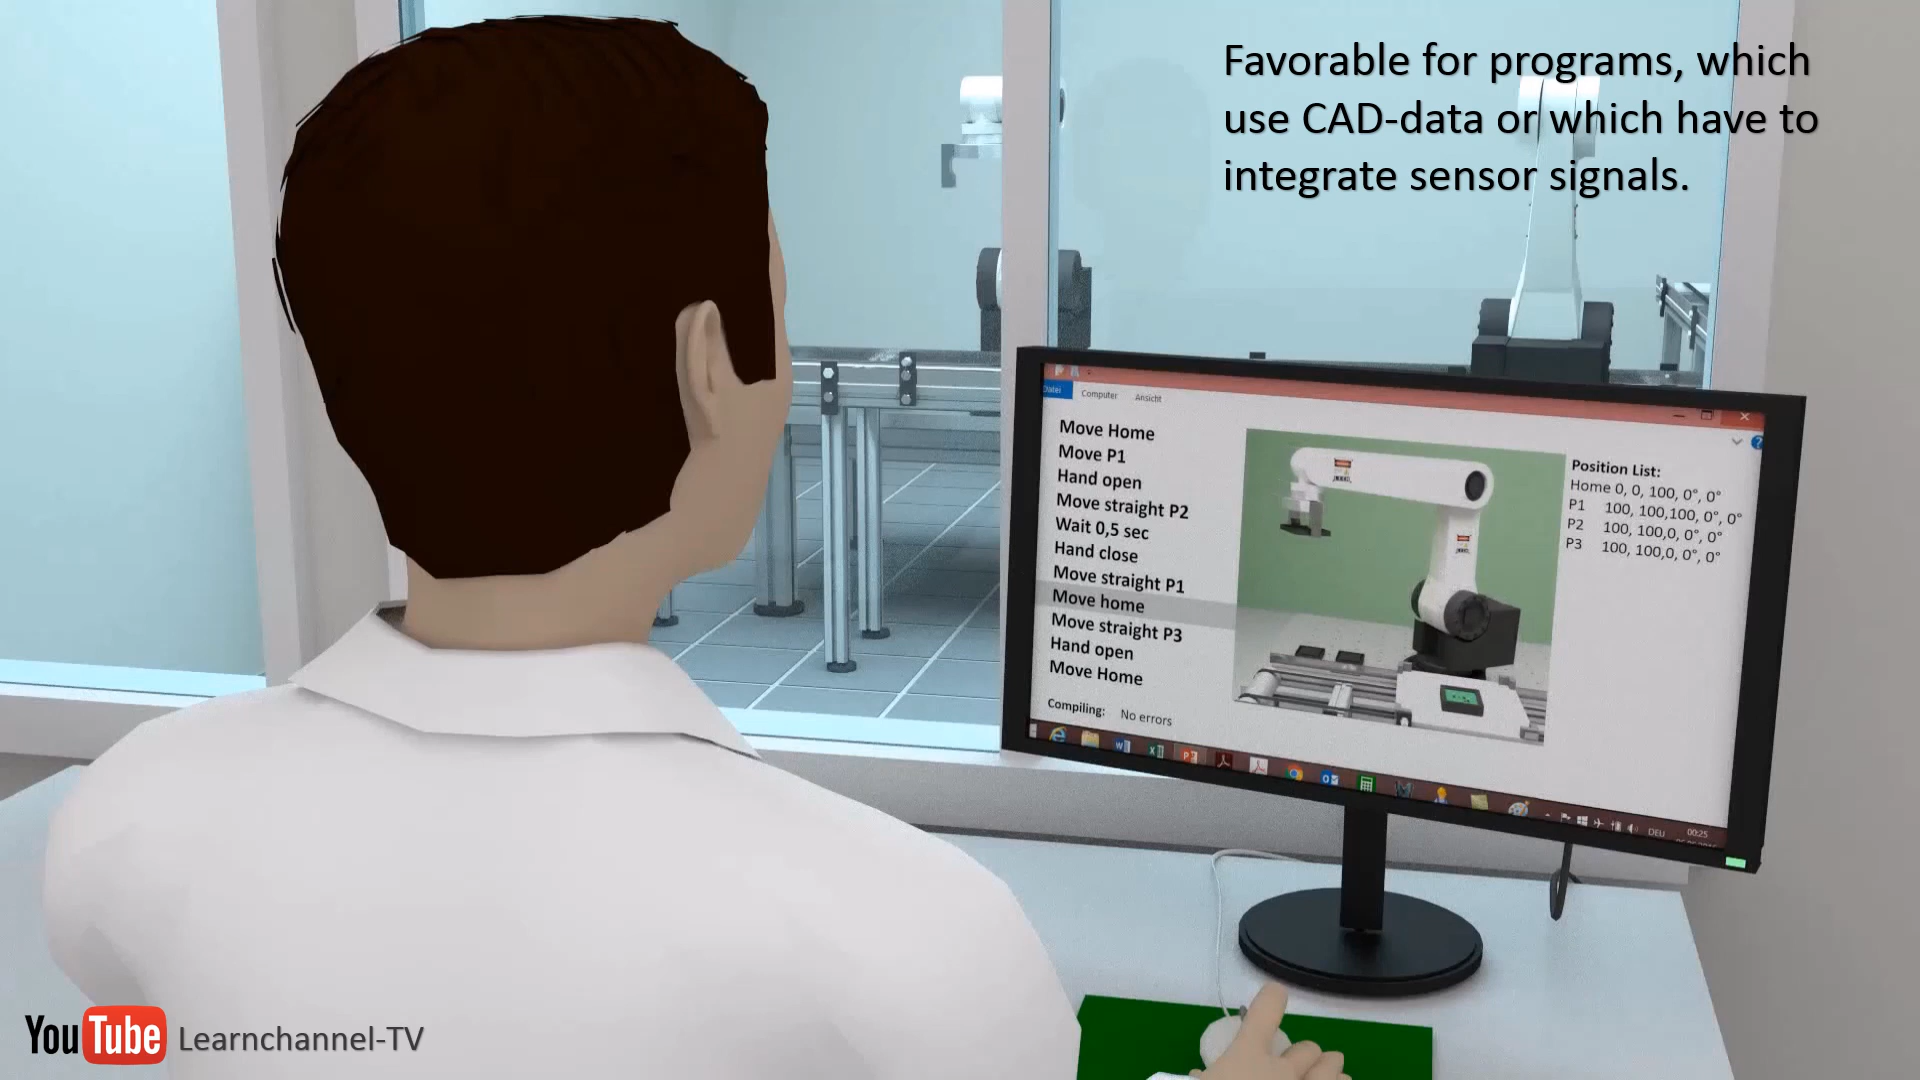 Favorable for programs, which
use CAD-data or which have to
integrate sensor signals.
Datei Computer Ansicht
Move Home
Move P1
Hand open
Move straight P2
Wait 0,5 sec
Hand close
Move straight P1
Move home
Move straight P3
Hand open
Move Home
Compiling: No errors
Position List:
Home 0, 0, 100, 0°, 0°
P1 100, 100,100, 0°, 0°
P2 100, 100,0, 0°, 0°
P3 100, 100,0, 0°, 0°
DEU 00:25
YouTube Learnchannel-TV